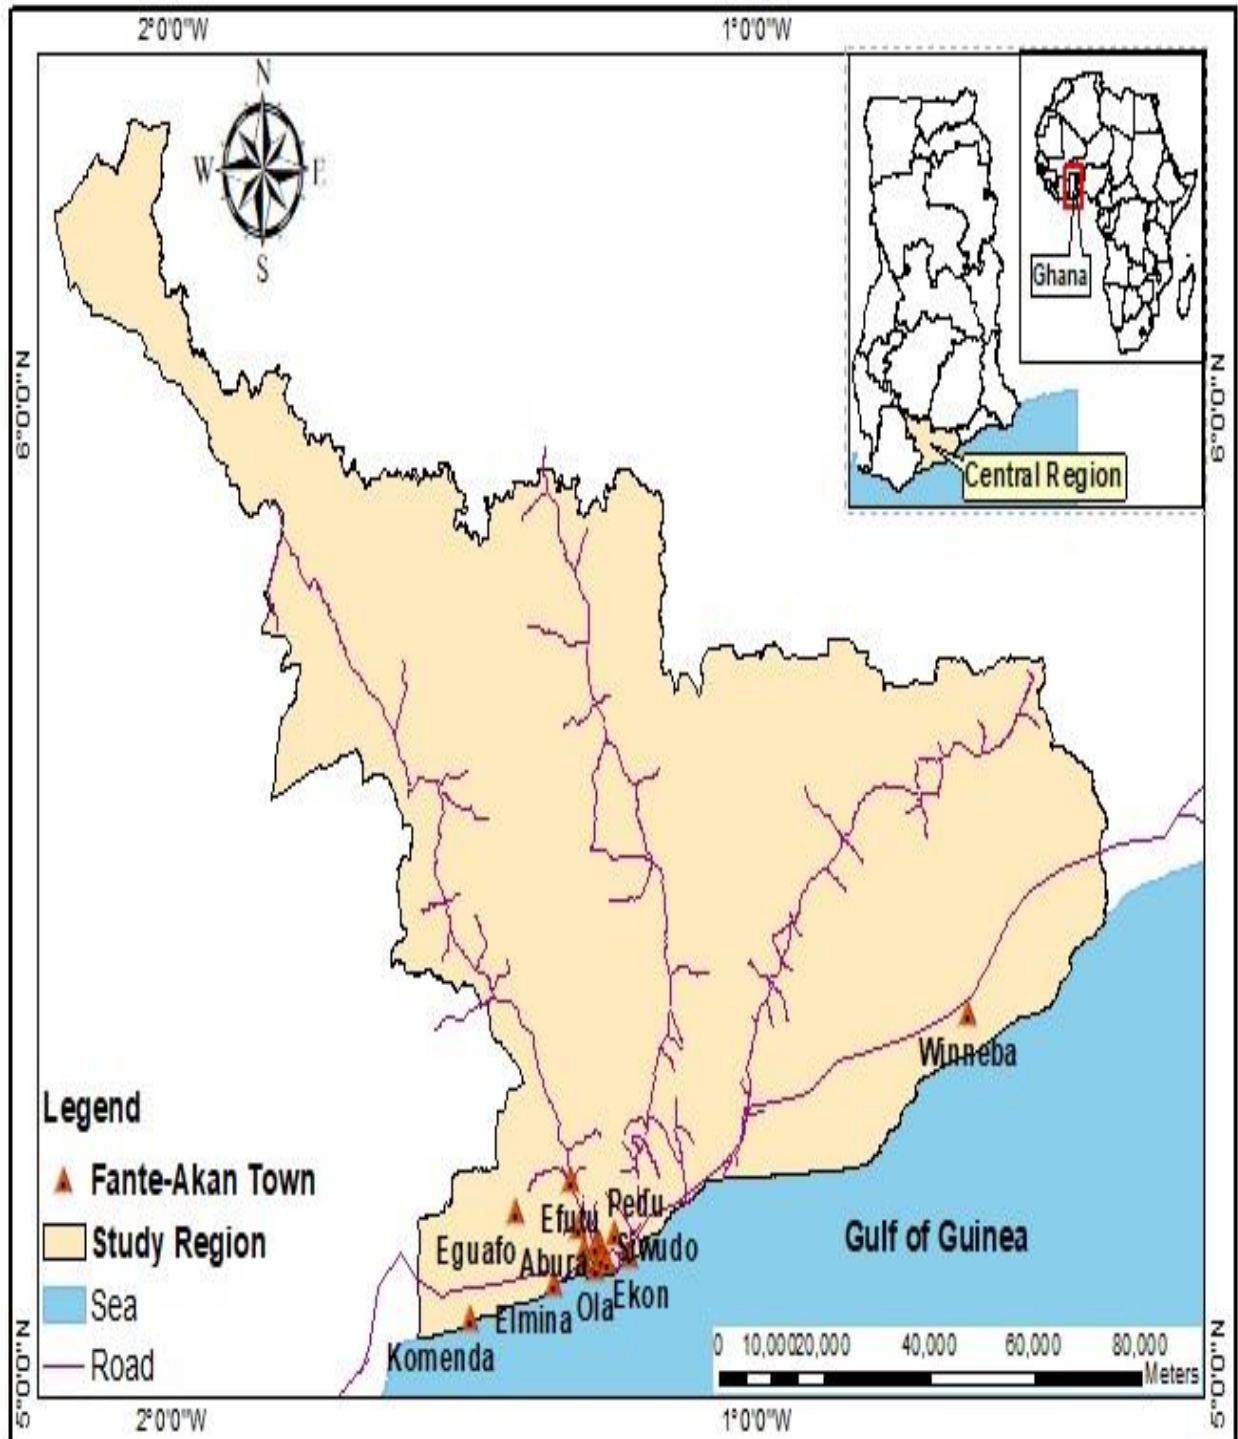 2°0'0"W 1°0'0"W
N
W E
S
Ghana
Central Region
6°0'0"N 6°0'0"N
Winneba
Legend
Fante-Akan Town
Study Region
Sea
Road
Pedu
Efutu
Eguafo
Abura
Siwudo
Ekon
Ola
Elmina
Komenda
Gulf of Guinea
0 10,000 20,000 40,000 60,000 80,000
Meters
5°0'0"N 5°0'0"N
2°0'0"W 1°0'0"W